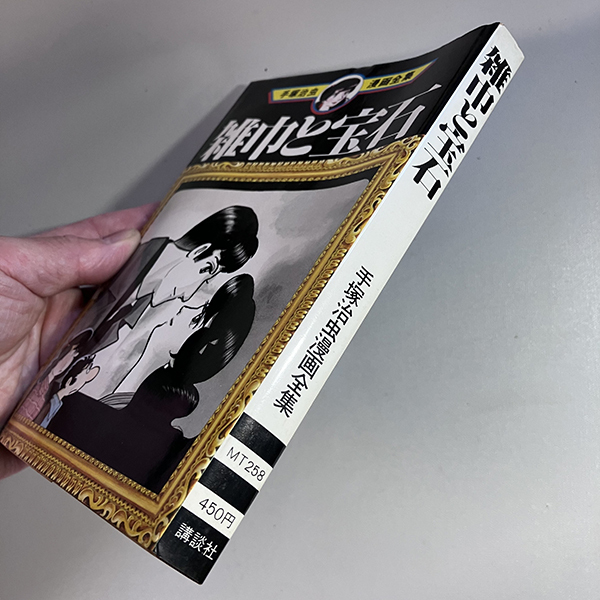 手塚治虫
漫画全集
雑巾と宝石
雑巾と宝石
手塚治虫漫画全集
MT258
450円
講談社